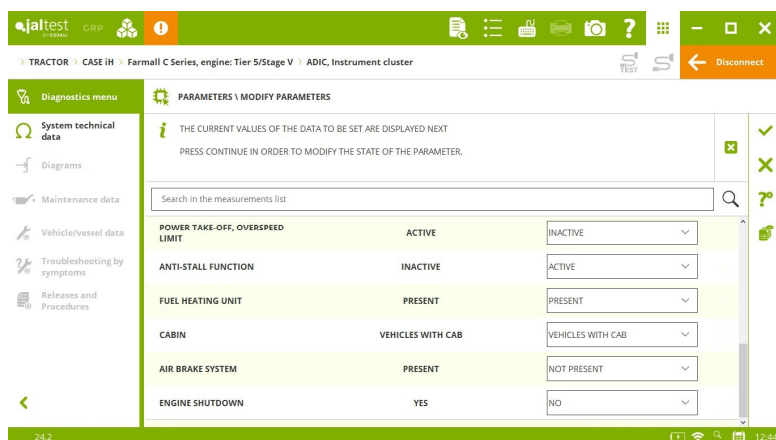 jaltest GRP
BY COJALI
?
> TRACTOR > CASE iH > Farmall C Series, engine: Tier 5/Stage V > ADIC, Instrument cluster
TEST
Disconnect
Diagnostics menu
PARAMETERS \ MODIFY PARAMETERS
System technical
data
Diagrams
Maintenance data
Vehicle/vessel data
Troubleshooting by
symptoms
Releases and
Procedures
THE CURRENT VALUES OF THE DATA TO BE SET ARE DISPLAYED NEXT
PRESS CONTINUE IN ORDER TO MODIFY THE STATE OF THE PARAMETER.
Search in the measurements list
POWER TAKE-OFF, OVERSPEED
LIMIT ACTIVE INACTIVE
ANTI-STALL FUNCTION INACTIVE ACTIVE
FUEL HEATING UNIT PRESENT PRESENT
CABIN VEHICLES WITH CAB VEHICLES WITH CAB
AIR BRAKE SYSTEM PRESENT NOT PRESENT
ENGINE SHUTDOWN YES NO
24.2
12:44